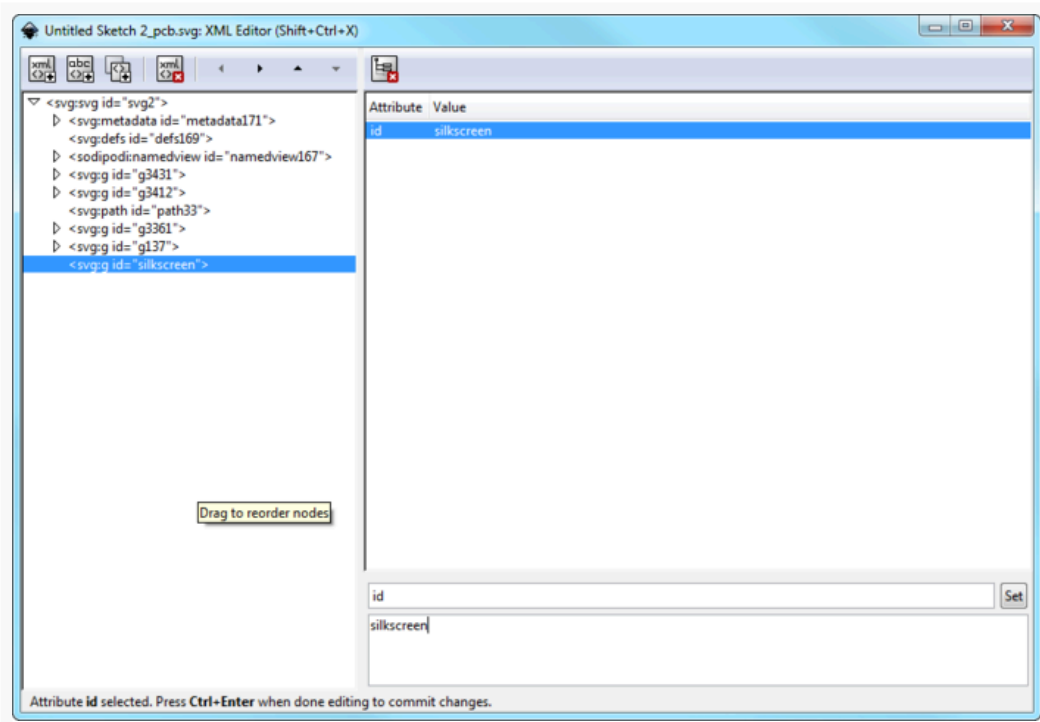 Untitled Sketch 2_pcb.svg: XML Editor (Shift+Ctrl+X)
xml
abc
xml
<svg:svg id="svg2">
<svg:metadata id="metadata171">
<svg:defs id="defs169">
<sodipodi:namedview id="namedview167">
<svg:g id="g3431">
<svg:g id="g3412">
<svg:path id="path33">
<svg:g id="g3361">
<svg:g id="g137">
<svg:g id="silkscreen">
Drag to reorder nodes
Attribute Value
id silkscreen
id
Set
silkscreen
Attribute id selected. Press Ctrl+Enter when done editing to commit changes.